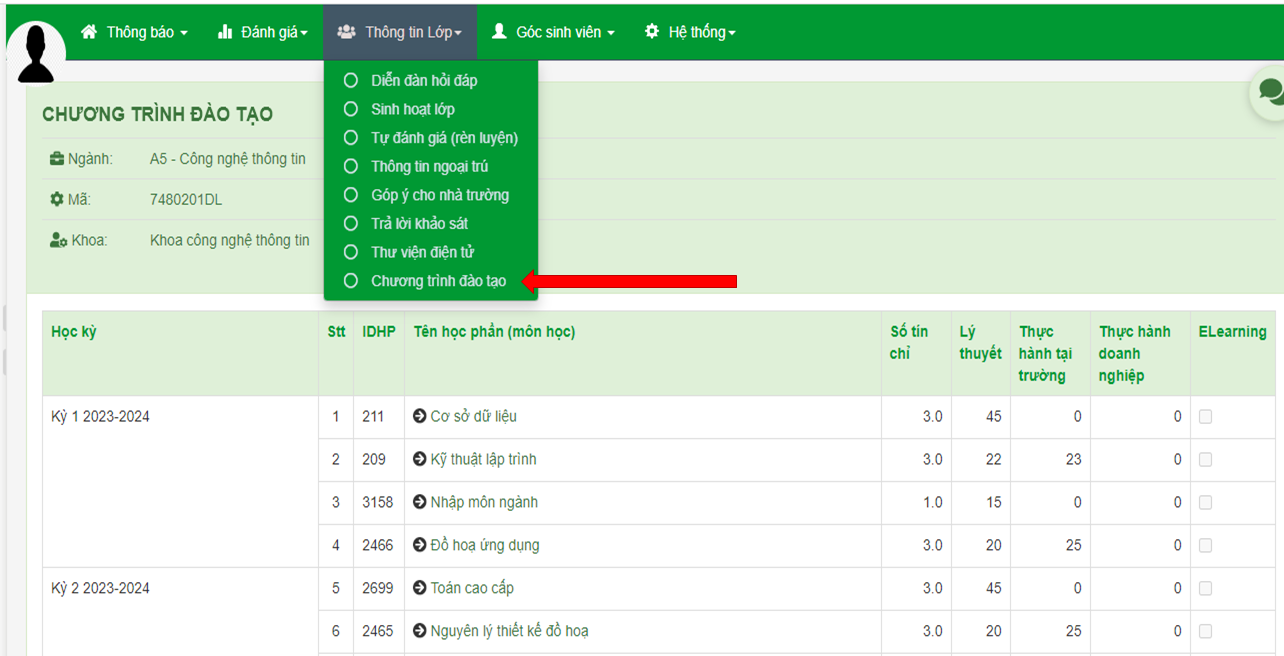 Thông báo Đánh giá Thông tin Lớp Góc sinh viên Hệ thống
Diễn đàn hỏi đáp
Sinh hoạt lớp
Tự đánh giá (rèn luyện)
Thông tin ngoại trú
Góp ý cho nhà trường
Trả lời khảo sát
Thư viện điện tử
Chương trình đào tạo
CHƯƠNG TRÌNH ĐÀO TẠO
Ngành: A5 - Công nghệ thông tin
Mã: 7480201DL
Khoa: Khoa công nghệ thông tin
Học kỳ Stt IDHP Tên học phần (môn học) Số tín chỉ Lý thuyết Thực hành tại trường Thực hành doanh nghiệp ELearning
Kỳ 1 2023-2024 1 211 Cơ sở dữ liệu 3.0 45 0 0
2 209 Kỹ thuật lập trình 3.0 22 23 0
3 3158 Nhập môn ngành 1.0 15 0 0
4 2466 Đồ hoạ ứng dụng 3.0 20 25 0
Kỳ 2 2023-2024 5 2699 Toán cao cấp 3.0 45 0 0
6 2465 Nguyên lý thiết kế đồ hoạ 3.0 20 25 0